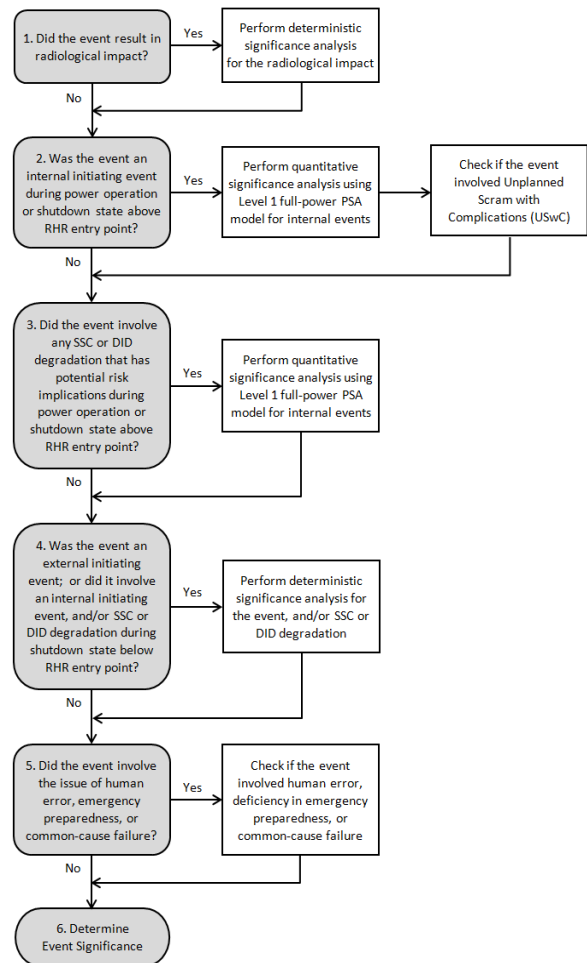 1. Did the event result in
radiological impact?
Yes
Perform deterministic
significance analysis
for the radiological impact
No
2. Was the event an
internal initiating event
during power operation
or shutdown state above
RHR entry point?
Yes
Perform quantitative
significance analysis using
Level 1 full-power PSA
model for internal events
Check if the event
involved Unplanned
Scram with
Complications (USwC)
No
3. Did the event involve
any SSC or DID
degradation that has
potential risk
implications during
power operation or
shutdown state above
RHR entry point?
Yes
Perform quantitative
significance analysis using
Level 1 full-power PSA
model for internal events
No
4. Was the event an
external initiating
event; or did it involve
an internal initiating
event, and/or SSC or
DID degradation during
shutdown state below
RHR entry point?
Yes
Perform deterministic
significance analysis for
the event, and/or SSC or
DID degradation
No
5. Did the event involve
the issue of human
error, emergency
preparedness, or
common-cause failure?
Yes
Check if the event
involved human error,
deficiency in emergency
preparedness, or
common-cause failure
No
6. Determine
Event Significance